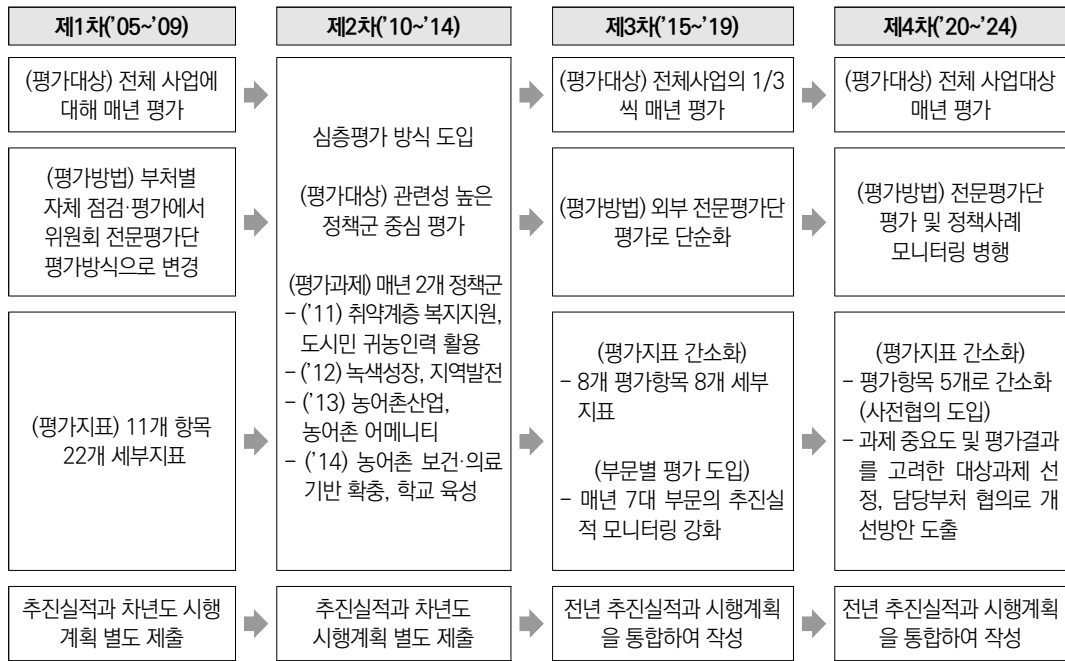 제1차('05~'09)
(평가대상) 전체 사업에
대해 매년 평가
(평가방법) 부처별
자체 점검·평가에서
위원회 전문평가단
평가방식으로 변경
(평가지표) 11개 항목
22개 세부지표
추진실적과 차년도 시행
계획 별도 제출
제2차('10~'14)
심층평가 방식 도입
(평가대상) 관련성 높은
정책군 중심 평가
(평가과제) 매년 2개 정책군
- ('11) 취약계층 복지지원,
도시민 귀농인력 활용
- ('12) 녹색성장, 지역발전
- ('13) 농어촌산업,
농어촌 어메니티
- ('14) 농어촌 보건·의료
기반 확충, 학교 육성
추진실적과 차년도
시행계획 별도 제출
제3차('15~'19)
(평가대상) 전체사업의 1/3
씩 매년 평가
(평가방법) 외부 전문평가단
평가로 단순화
(평가지표 간소화)
- 8개 평가항목 8개 세부
지표
(부문별 평가 도입)
- 매년 7대 부문의 추진실
적 모니터링 강화
전년 추진실적과 시행계획
을 통합하여 작성
제4차('20~'24)
(평가대상) 전체 사업대상
매년 평가
(평가방법) 전문평가단
평가 및 정책사례
모니터링 병행
(평가지표 간소화)
- 평가항목 5개로 간소화
(사전협의 도입)
- 과제 중요도 및 평가결과
를 고려한 대상과제 선
정, 담당부처 협의로 개
선방안 도출
전년 추진실적과 시행계획
을 통합하여 작성